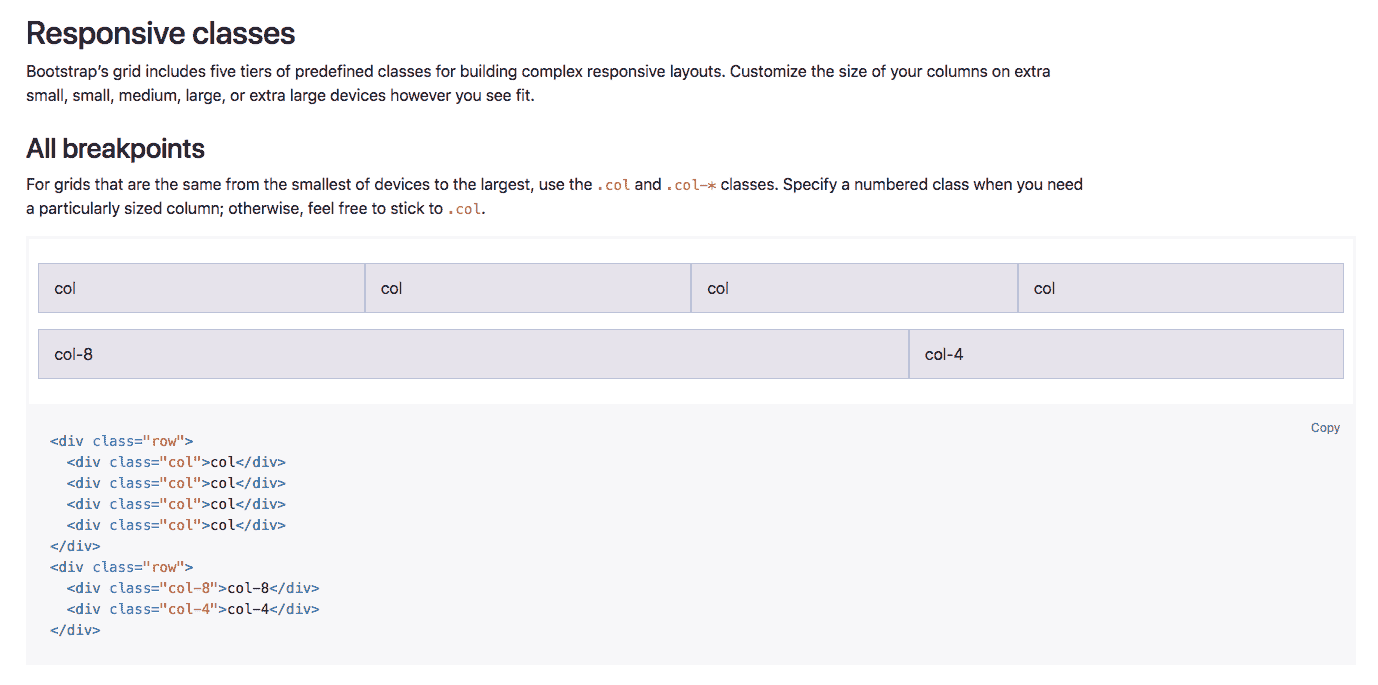 Responsive classes
Bootstrap’s grid includes five tiers of predefined classes for building complex responsive layouts. Customize the size of your columns on extra
small, small, medium, large, or extra large devices however you see fit.
All breakpoints
For grids that are the same from the smallest of devices to the largest, use the .col and .col-* classes. Specify a numbered class when you need
a particularly sized column; otherwise, feel free to stick to .col.
col col col col
col-8 col-4
Copy
<div class="row">
  <div class="col">col</div>
  <div class="col">col</div>
  <div class="col">col</div>
  <div class="col">col</div>
</div>
<div class="row">
  <div class="col-8">col-8</div>
  <div class="col-4">col-4</div>
</div>